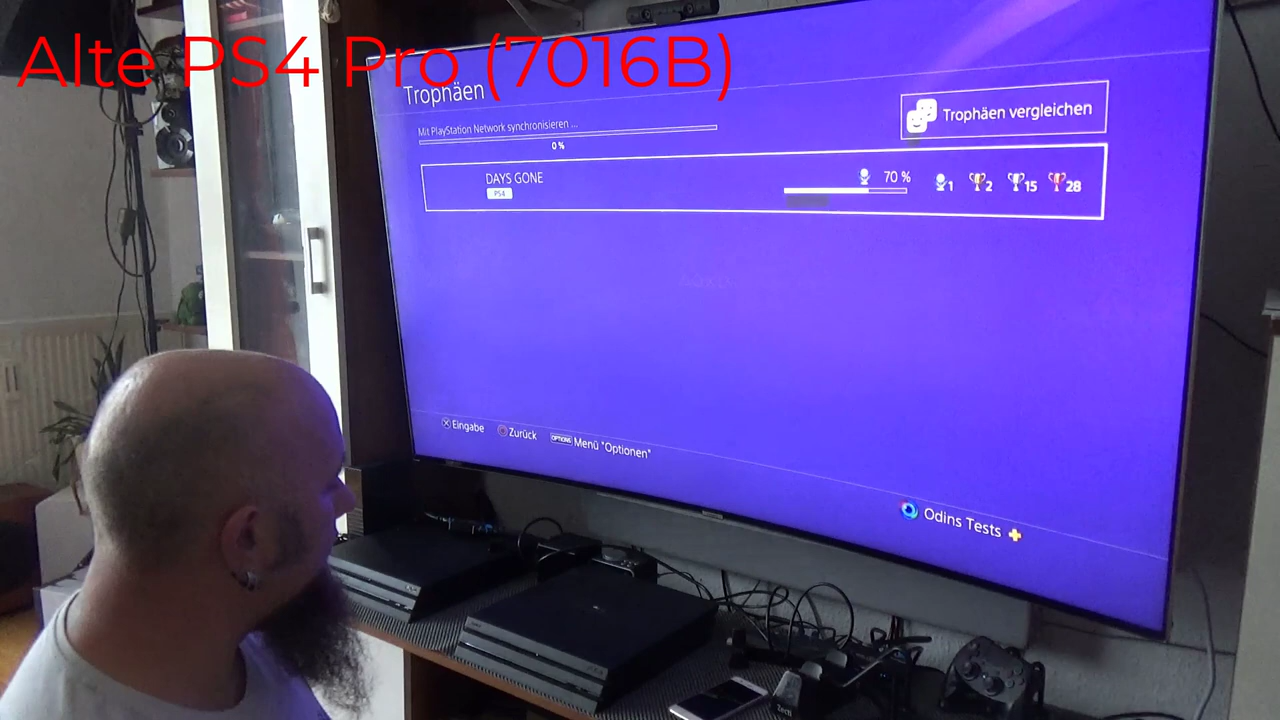 Alte PS4 Pro (7016B)
Trophäen
Trophäen vergleichen
Mit PlayStation Network synchronisieren ...
0 %
DAYS GONE
PS4
70 %
1
2
15
28
Eingabe
Zurück
OPTIONS Menü "Optionen"
Odins Tests